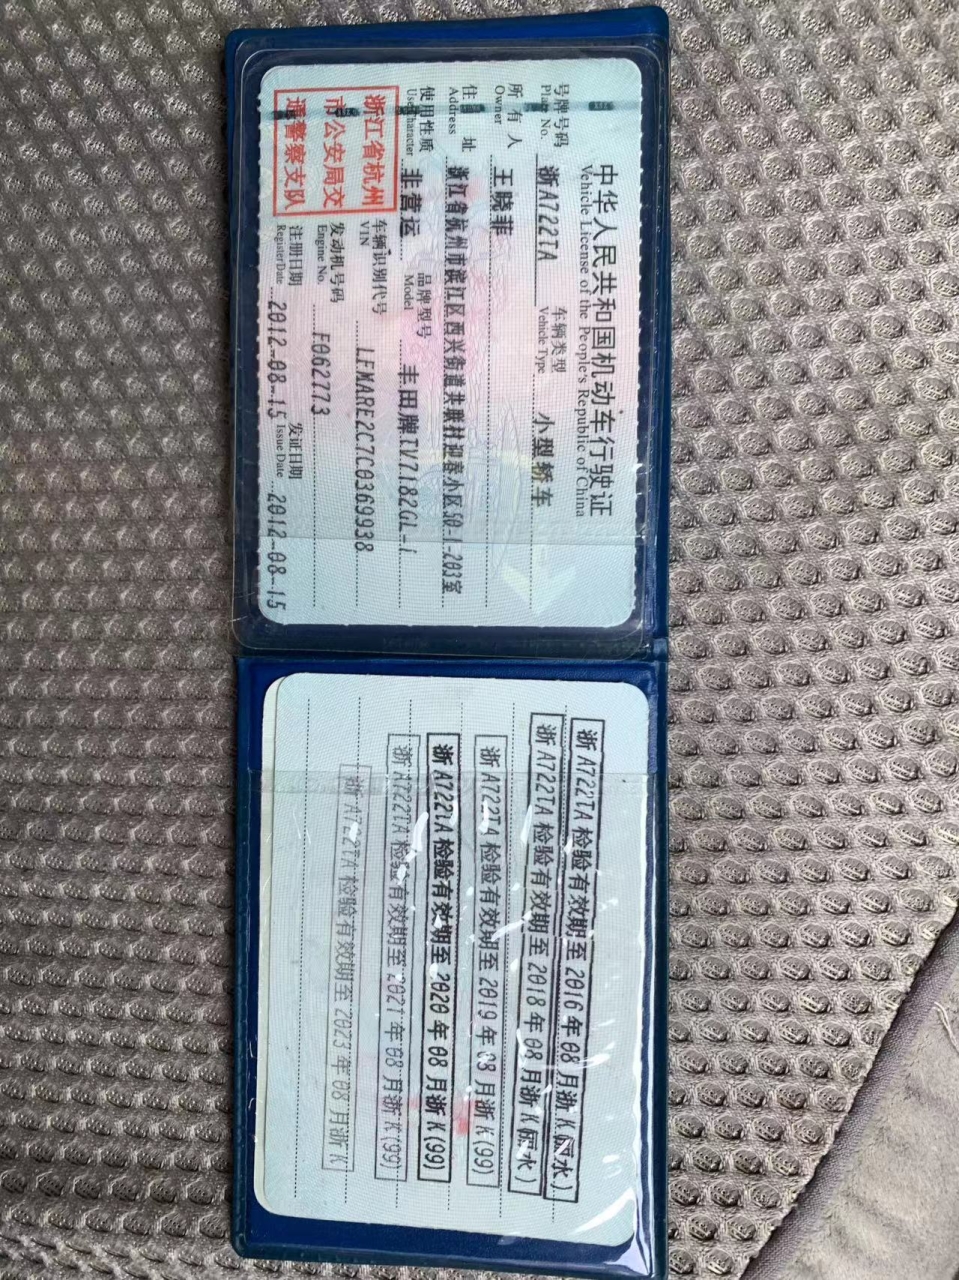 中华人民共和国机动车行驶证
Vehicle License of the People's Republic of China
号牌号码 浙A722TA 车辆类型 小型轿车
Plate No. Vehicle Type
所有人 王晓菲
Owner
住址 浙江省杭州市滨江区西兴街道共联村迎春小区50-1-203室
Address
使用性质 非营运 品牌型号 丰田牌TV7182GL-i
Use Character Model
浙江省杭州
市公安局交
通警察支队
车辆识别代号 LFMARE2C7C0369938
VIN
发动机号码 F062773
Engine No.
注册日期 2012-08-15 发证日期 2012-08-15
Register Date Issue Date
浙A722TA检验有效期至2016年08月浙K(丽水)
浙A722TA检验有效期至2018年08月浙K(丽水)
浙A722TA检验有效期至2019年08月浙K(99)
浙A722TA检验有效期至2020年08月浙K(99)
浙A722TA检验有效期至2021年08月浙K(99)
浙A722TA检验有效期至2023年08月浙K